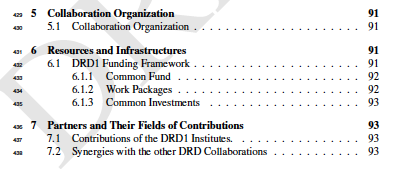 429 5 Collaboration Organization 91
430 5.1 Collaboration Organization . . . . . . . . . . . . . . . . . . . . 91
431 6 Resources and Infrastructures 91
432 6.1 DRD1 Funding Framework . . . . . . . . . . . . . . . . . . . . 91
433 6.1.1 Common Fund . . . . . . . . . . . . . . . . . . . . 92
434 6.1.2 Work Packages . . . . . . . . . . . . . . . . . . . . 92
435 6.1.3 Common Investments . . . . . . . . . . . . . . . . . 93
436 7 Partners and Their Fields of Contributions 93
437 7.1 Contributions of the DRD1 Institutes. . . . . . . . . . . . . . . 93
438 7.2 Synergies with the other DRD Collaborations . . . . . . . . . . 93